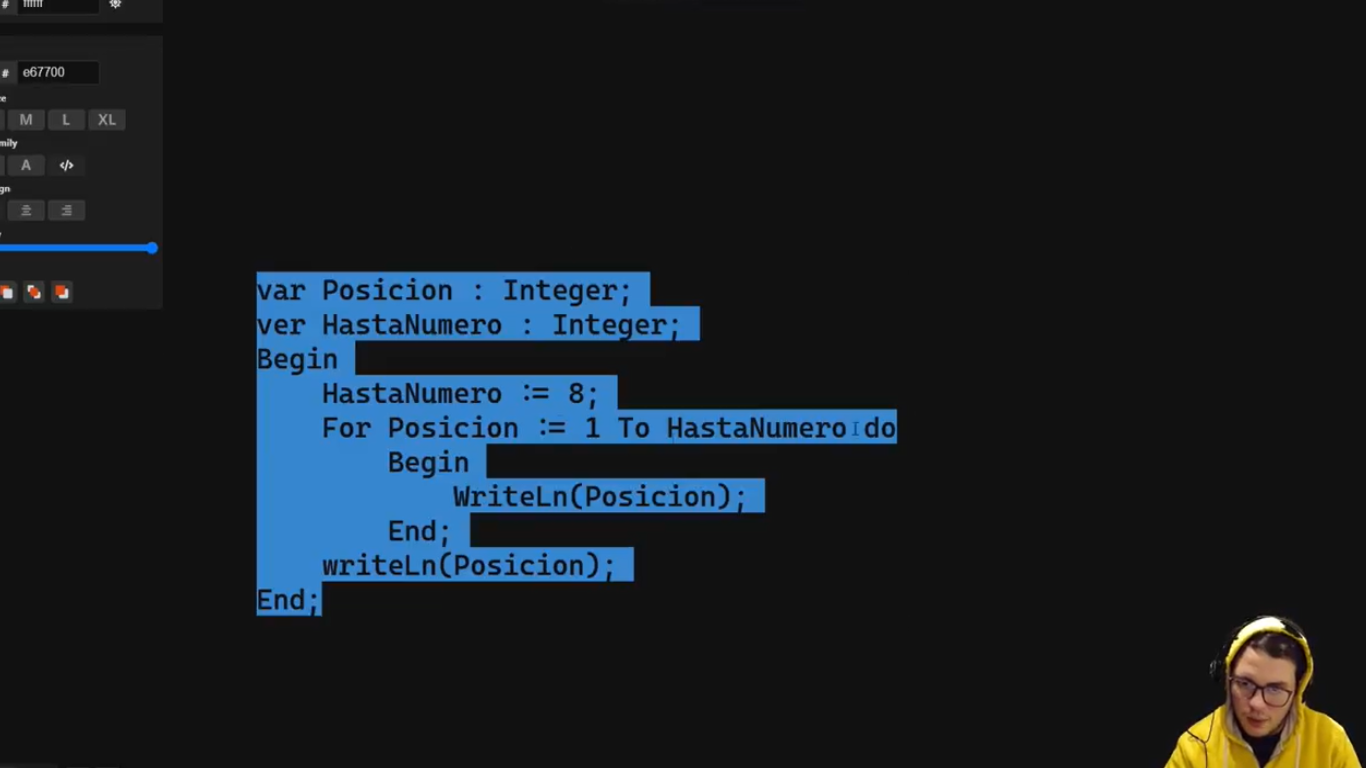 # ffffff
# e67700
M L XL
mily
A </>
gn
var Posicion : Integer;
ver HastaNumero : Integer;
Begin
HastaNumero := 8;
For Posicion := 1 To HastaNumero do
Begin
WriteLn(Posicion);
End;
writeLn(Posicion);
End;